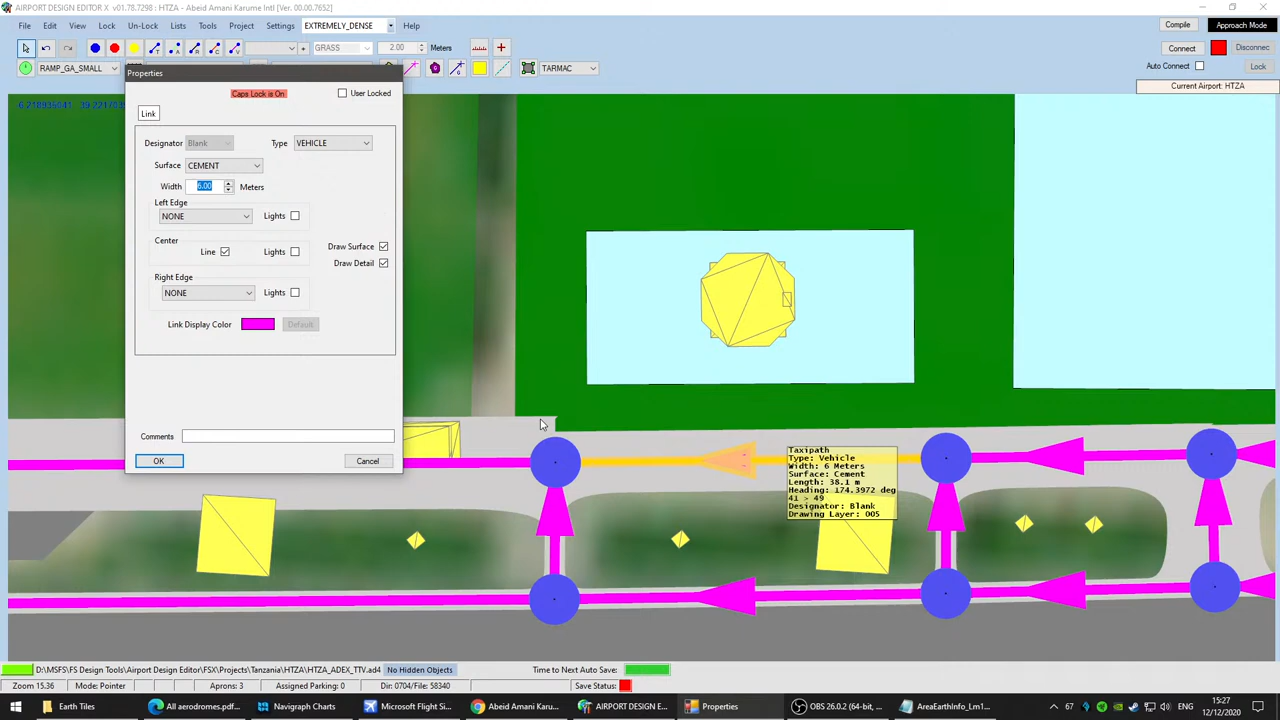 AIRPORT DESIGN EDITOR X v01.78.7298 : HTZA - Abeid Amani Karume Intl [Ver. 00.00.7652]
File Edit View Lock Un-Lock Lists Tools Project Settings EXTREMELY_DENSE Help
Compile Approach Mode
GRASS 2.00 Meters
Connect Disconnec
RAMP_GA_SMALL TARMAC
Auto Connect Lock
Current Airport: HTZA
Properties
Caps Lock is On User Locked
Link
Designator Blank Type VEHICLE
Surface CEMENT
Width 6.00 Meters
Left Edge
NONE Lights
Center
Line Lights Draw Surface
Draw Detail
Right Edge
NONE Lights
Link Display Color Default
Comments
OK Cancel
Taxipath
Type: Vehicle
Width: 6 Meters
Surface: Cement
Length: 38.1 m
Heading: 174.3972 deg
41 > 49
Designator: Blank
Drawing Layer: 005
D:\MSFS\FS Design Tools\Airport Design Editor\FSX\Projects\Tanzania\HTZA\HTZA_ADEX_TTV.ad4 No Hidden Objects Time to Next Auto Save:
Zoom 15.36 Mode: Pointer Aprons: 3 Assigned Parking: 0 Dir: 0704/File: 58340 Save Status:
Earth Tiles All aerodromes.pdf... Navigraph Charts Microsoft Flight Si... Abeid Amani Karu... AIRPORT DESIGN E... Properties OBS 26.0.2 (64-bit, ... AreaEarthInfo_Lm1... 67 15:27
12/12/2020